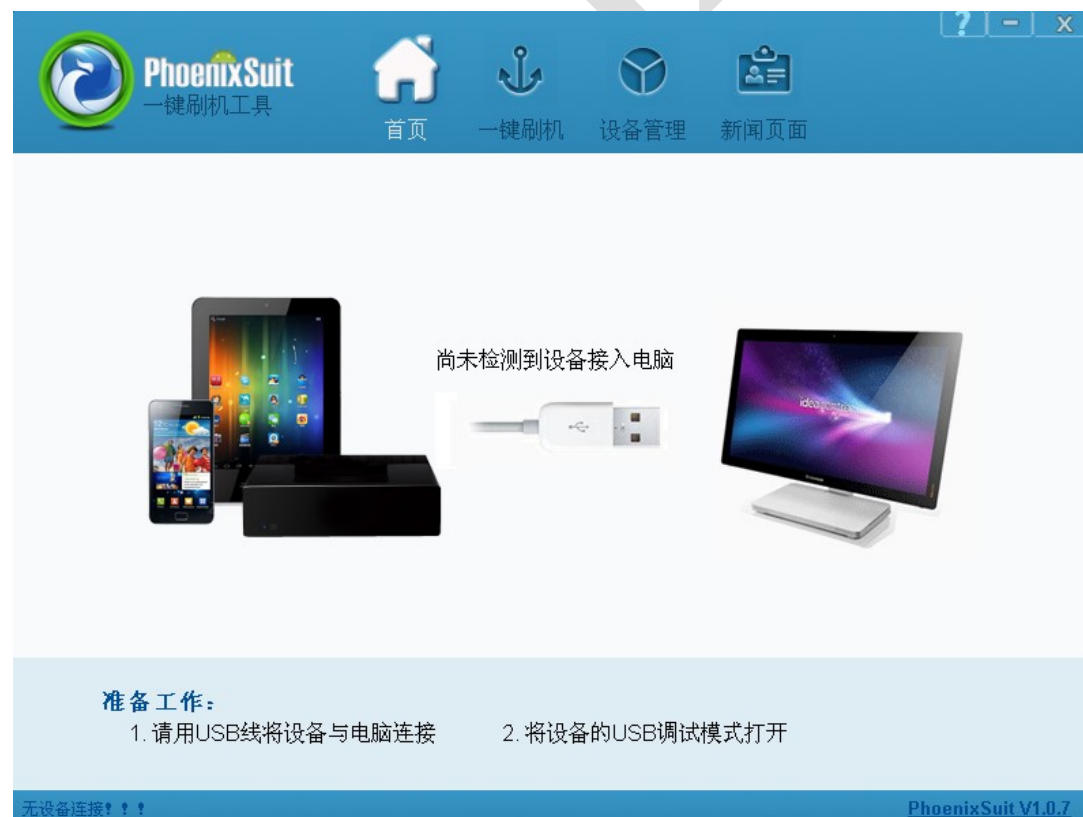 ? - x
PhoenixSuit
一键刷机工具
首页 一键刷机 设备管理 新闻页面
尚未检测到设备接入电脑
准备工作:
1. 请用USB线将设备与电脑连接 2. 将设备的USB调试模式打开
无设备连接!!! PhoenixSuit V1.0.7